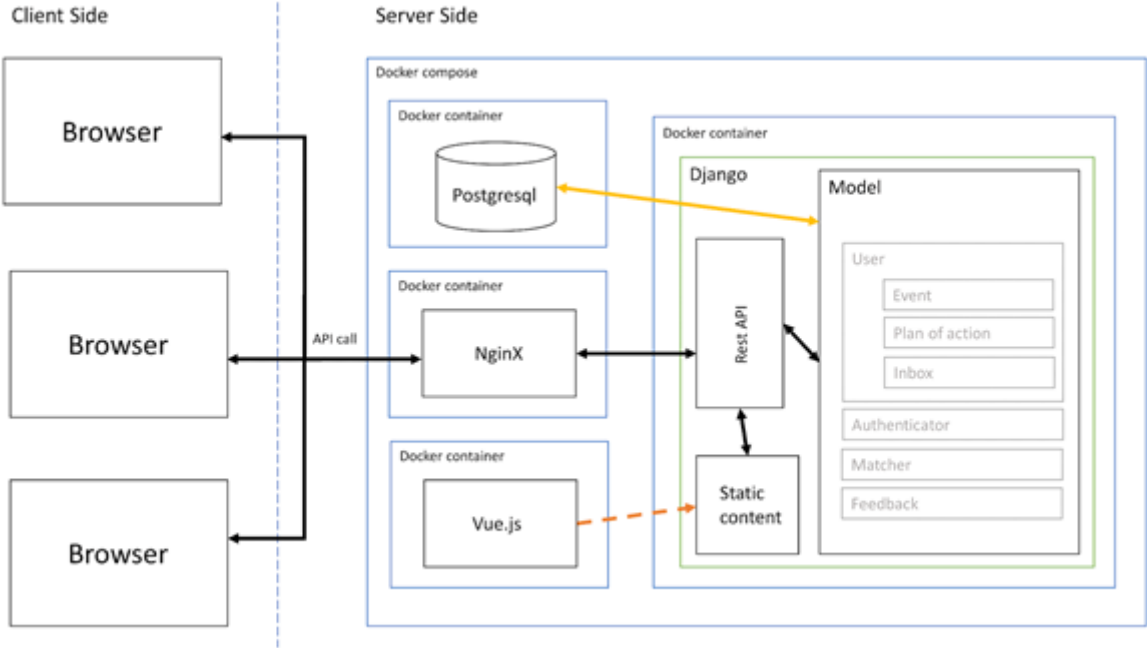 Client Side
Server Side
Browser
Browser
Browser
API call
Docker compose
Docker container
Postgresql
Docker container
NginX
Docker container
Vue.js
Docker container
Django
Rest API
Static
content
Model
User
Event
Plan of action
Inbox
Authenticator
Matcher
Feedback